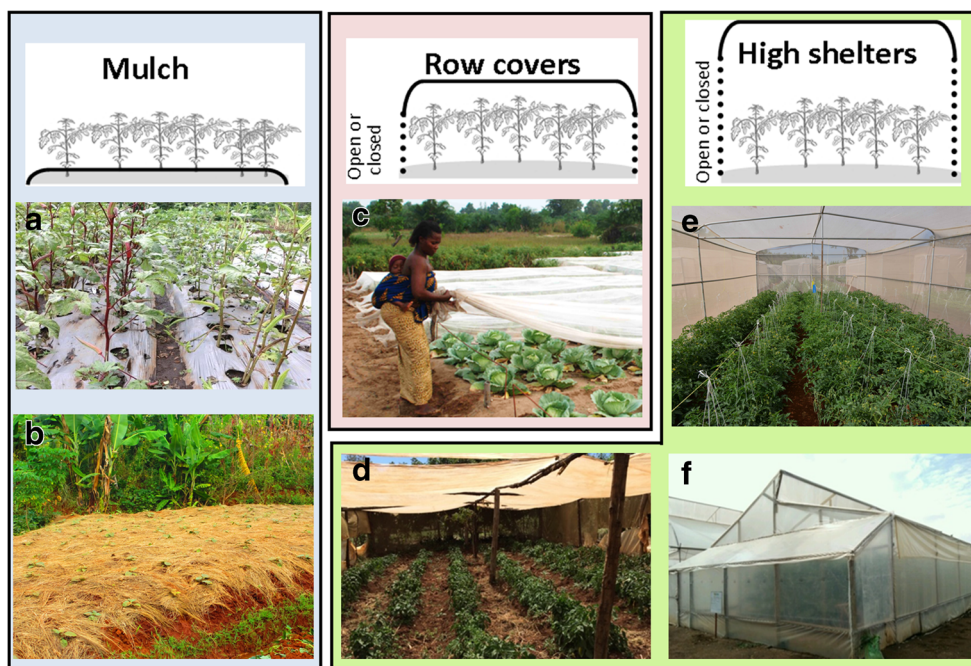 Mulch
a
b
Row covers
Open or
closed
c
High shelters
Open or closed
e
d
f